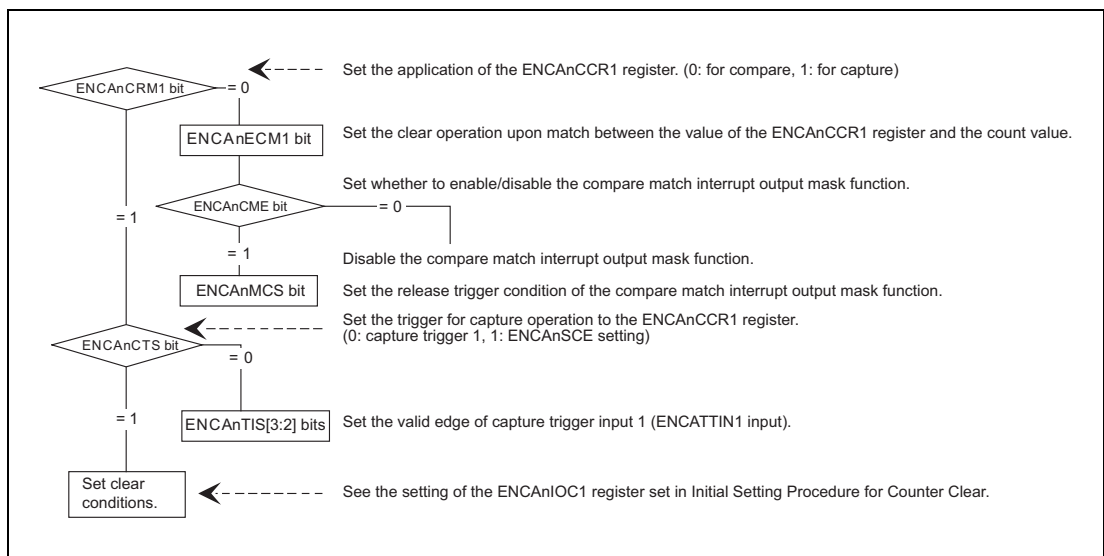 Set the application of the ENCAnCCR1 register. (0: for compare, 1: for capture)
ENCAnCRM1 bit
= 0
ENCAnECM1 bit
Set the clear operation upon match between the value of the ENCAnCCR1 register and the count value.
Set whether to enable/disable the compare match interrupt output mask function.
ENCAnCME bit
= 0
= 1
= 1
Disable the compare match interrupt output mask function.
ENCAnMCS bit
Set the release trigger condition of the compare match interrupt output mask function.
Set the trigger for capture operation to the ENCAnCCR1 register.
(0: capture trigger 1, 1: ENCAnSCE setting)
ENCAnCTS bit
= 0
= 1
ENCAnTIS[3:2] bits
Set the valid edge of capture trigger input 1 (ENCATTIN1 input).
Set clear
conditions.
See the setting of the ENCAnIOC1 register set in Initial Setting Procedure for Counter Clear.